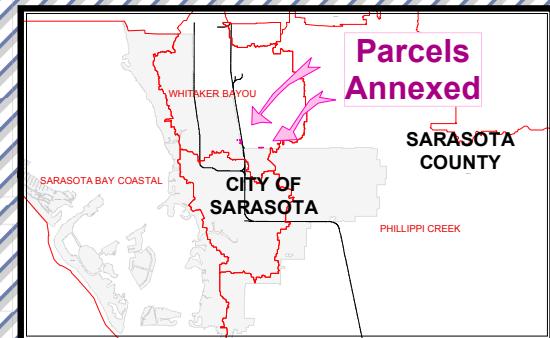 Parcels
Annexed
WHITAKER BAYOU
SARASOTA
COUNTY
SARASOTA BAY COASTAL
CITY OF
SARASOTA
PHILLIPPI CREEK